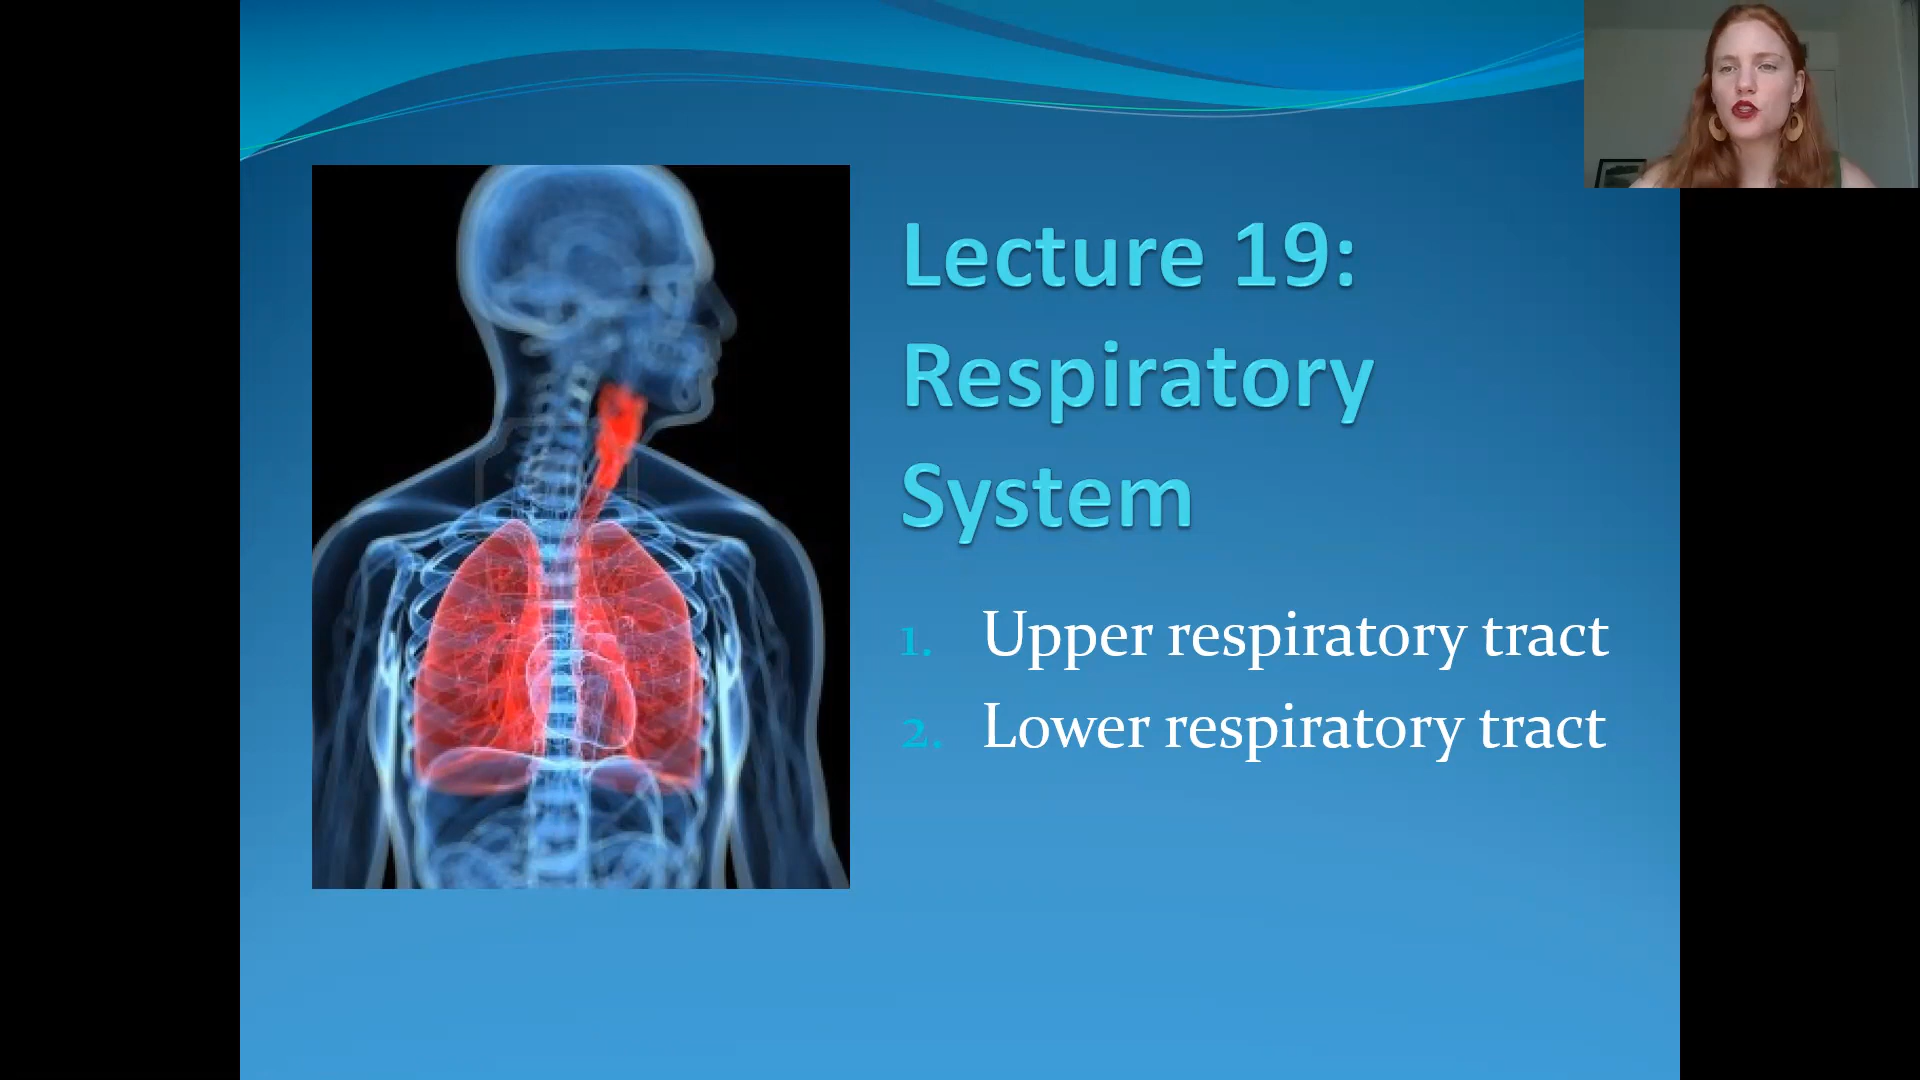 Lecture 19:
Respiratory
System
1. Upper respiratory tract
2. Lower respiratory tract